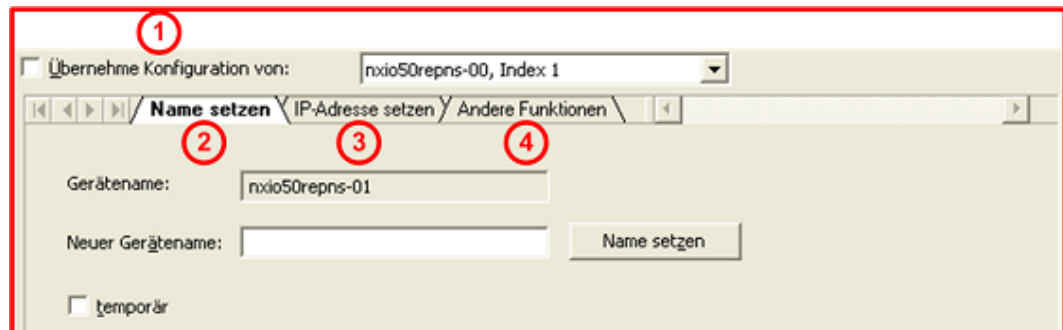 1
Übernehme Konfiguration von: nxio50repns-00, Index 1
Name setzen IP-Adresse setzen Andere Funktionen
2 3 4
Gerätename: nxio50repns-01
Neuer Gerätename: Name setzen
temporär